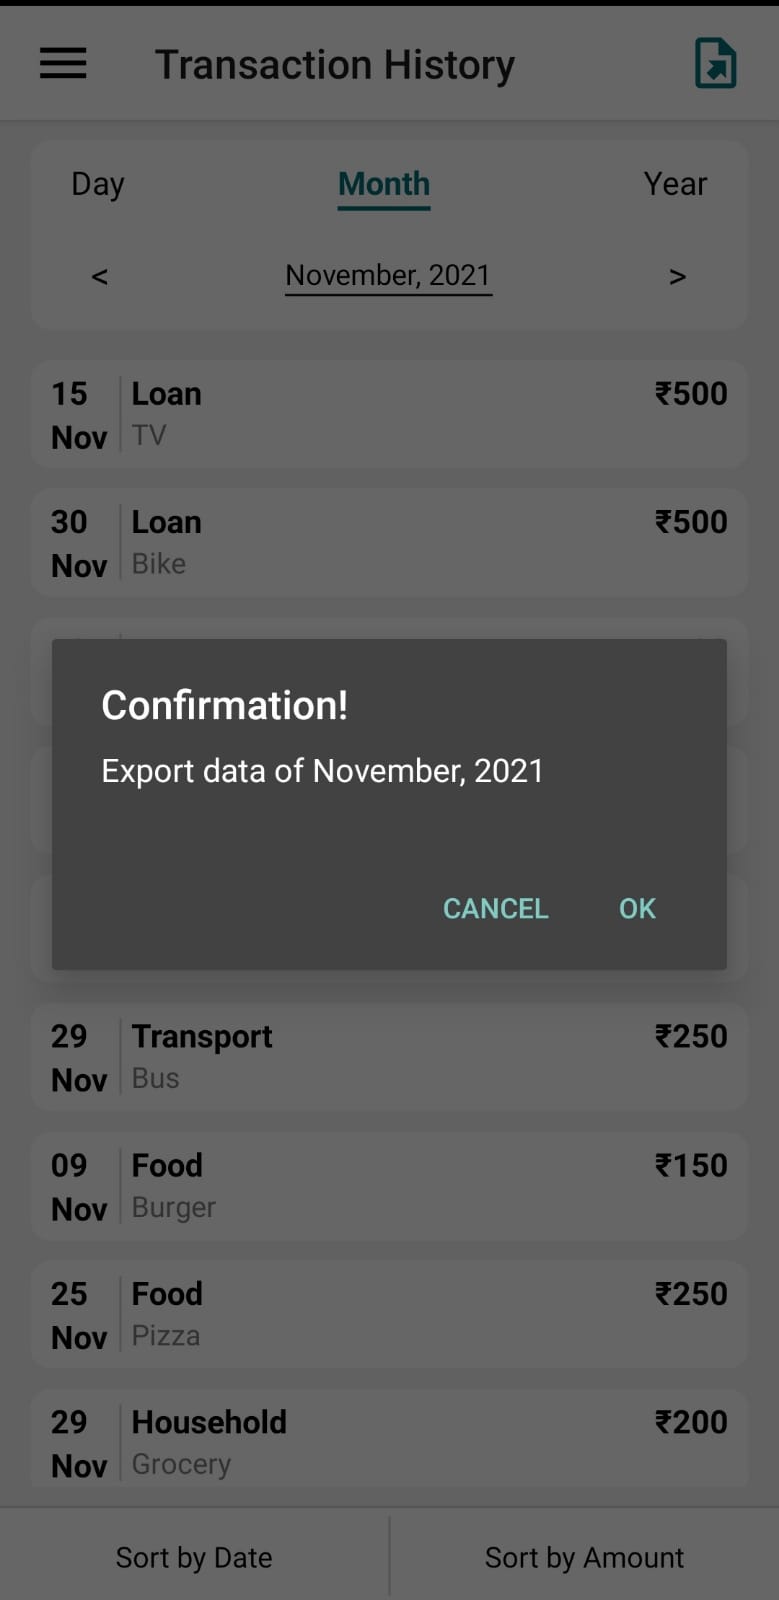 Transaction History
Day Month Year
< November, 2021 >
15 Loan ₹500
Nov TV
30 Loan ₹500
Nov Bike
Confirmation!
Export data of November, 2021
CANCEL OK
29 Transport ₹250
Nov Bus
09 Food ₹150
Nov Burger
25 Food ₹250
Nov Pizza
29 Household ₹200
Nov Grocery
Sort by Date Sort by Amount